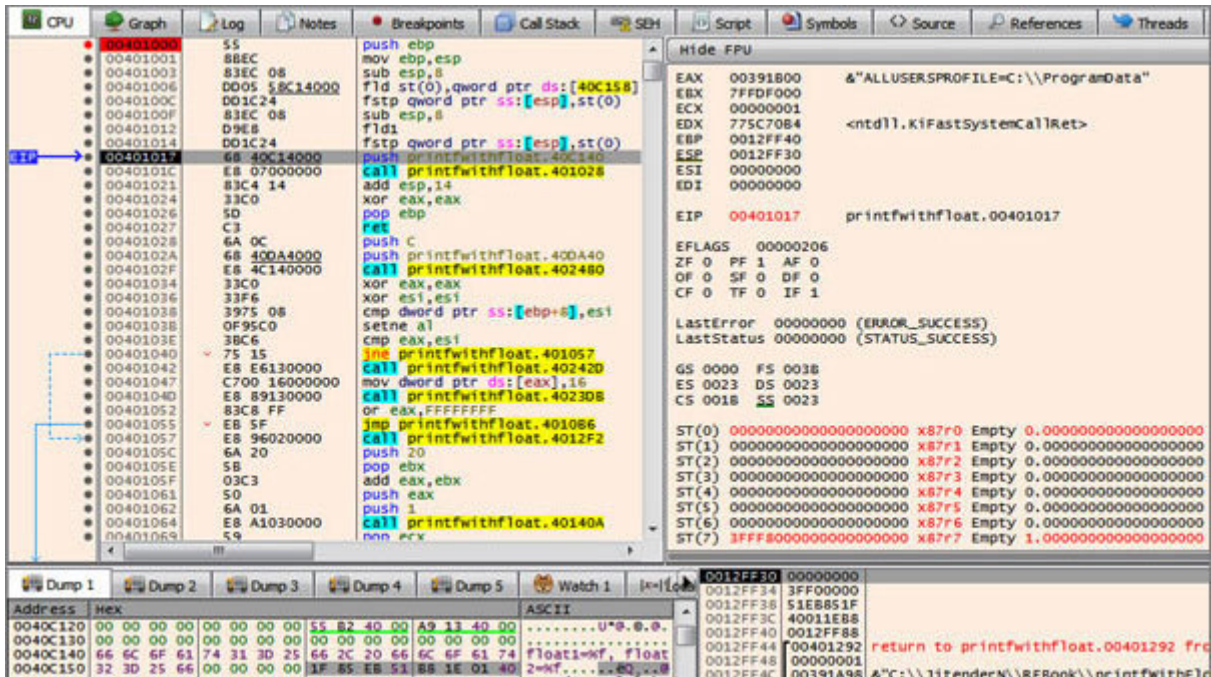 CPU Graph Log Notes Breakpoints Call Stack SEH Script Symbols Source References Threads
00401000 55 push ebp
00401001 8BEC mov ebp,esp
00401003 83EC 08 sub esp,8
00401006 DD05 58C14000 fld st(0),qword ptr ds:[40C158]
0040100C DD1C24 fstp qword ptr ss:[esp],st(0)
0040100F 83EC 08 sub esp,8
00401012 D9E8 fld1
00401014 DD1C24 fstp qword ptr ss:[esp],st(0)
EIP 00401017 68 40C14000 push printfwithfloat.40C140
0040101C E8 07000000 call printfwithfloat.401028
00401021 83C4 14 add esp,14
00401024 33C0 xor eax,eax
00401026 5D pop ebp
00401027 C3 ret
00401028 6A 0C push C
0040102A 68 40DA4000 push printfwithfloat.40DA40
0040102F E8 4C140000 call printfwithfloat.402480
00401034 33C0 xor eax,eax
00401036 33F6 xor esi,esi
00401038 3975 08 cmp dword ptr ss:[ebp+8],esi
0040103B 0F95C0 setne al
0040103E 3BC6 cmp eax,esi
00401040 75 15 jne printfwithfloat.401057
00401042 E8 E6130000 call printfwithfloat.40242D
00401047 C700 16000000 mov dword ptr ds:[eax],16
0040104D E8 89130000 call printfwithfloat.4023DB
00401052 83C8 FF or eax,FFFFFFFF
00401055 EB 5F jmp printfwithfloat.4010B6
00401057 E8 96020000 call printfwithfloat.4012F2
0040105C 6A 20 push 20
0040105E 5B pop ebx
0040105F 03C3 add eax,ebx
00401061 50 push eax
00401062 6A 01 push 1
00401064 E8 A1030000 call printfwithfloat.40140A
00401069 59 pop ecx
Hide FPU
EAX 00391B00 &"ALLUSERSPROFILE=C:\\ProgramData"
EBX 7FFDF000
ECX 00000001
EDX 775C70B4 <ntdll.KiFastSystemCallRet>
EBP 0012FF40
ESP 0012FF30
ESI 00000000
EDI 00000000
EIP 00401017 printfwithfloat.00401017
EFLAGS 00000206
ZF 0 PF 1 AF 0
OF 0 SF 0 DF 0
CF 0 TF 0 IF 1
LastError 00000000 (ERROR_SUCCESS)
LastStatus 00000000 (STATUS_SUCCESS)
GS 0000 FS 003B
ES 0023 DS 0023
CS 001B SS 0023
ST(0) 00000000000000000000 x87r0 Empty 0.000000000000000000
ST(1) 00000000000000000000 x87r1 Empty 0.000000000000000000
ST(2) 00000000000000000000 x87r2 Empty 0.000000000000000000
ST(3) 00000000000000000000 x87r3 Empty 0.000000000000000000
ST(4) 00000000000000000000 x87r4 Empty 0.000000000000000000
ST(5) 00000000000000000000 x87r5 Empty 0.000000000000000000
ST(6) 00000000000000000000 x87r6 Empty 0.000000000000000000
ST(7) 3FFF8000000000000000 x87r7 Empty 1.000000000000000000
Dump 1 Dump 2 Dump 3 Dump 4 Dump 5 Watch 1
Address Hex ASCII
0040C120 00 00 00 00 00 00 00 00 55 B2 40 00 A9 13 40 00 ........U²@.©.@.
0040C130 00 00 00 00 00 00 00 00 00 00 00 00 00 00 00 00 ................
0040C140 66 6C 6F 61 74 31 3D 25 66 2C 20 66 6C 6F 61 74 float1=%f, float
0040C150 32 3D 25 66 00 00 00 00 1F 85 EB 51 B8 1E 01 40 2=%f.....ëQ¸..@
0012FF30 00000000
0012FF34 3FF00000
0012FF38 51EB851F
0012FF3C 40011EB8
0012FF40 0012FF88
0012FF44 00401292 return to printfwithfloat.00401292 fro
0012FF48 00000001
0012FF4C 00391A98 &"C:\\JitenderN\\REBook\\printfWithFlo